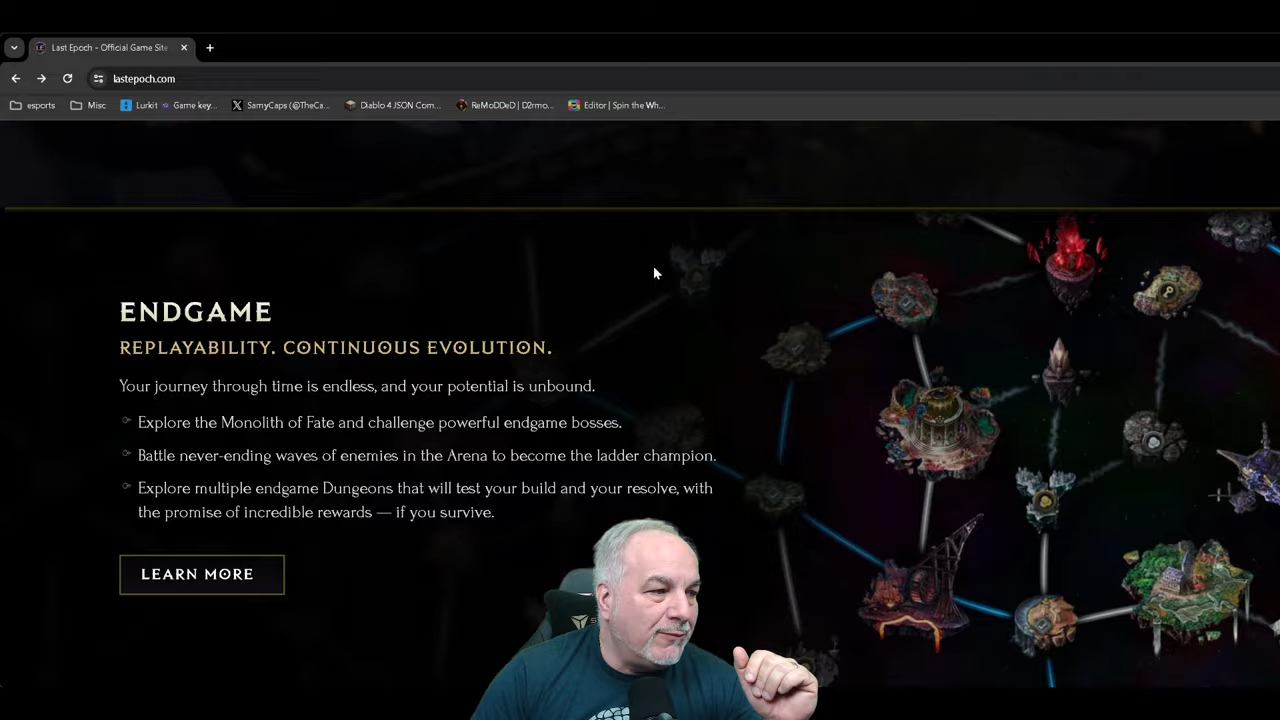 Last Epoch - Official Game Site
lastepoch.com
esports Misc Lurkit Game key... SamyCaps (@TheCa... Diablo 4 JSON Com... ReMoDDeD | D2rmo... Editor | Spin the Wh...
ENDGAME
REPLAYABILITY. CONTINUOUS EVOLUTION.
Your journey through time is endless, and your potential is unbound.
Explore the Monolith of Fate and challenge powerful endgame bosses.
Battle never-ending waves of enemies in the Arena to become the ladder champion.
Explore multiple endgame Dungeons that will test your build and your resolve, with
the promise of incredible rewards — if you survive.
LEARN MORE